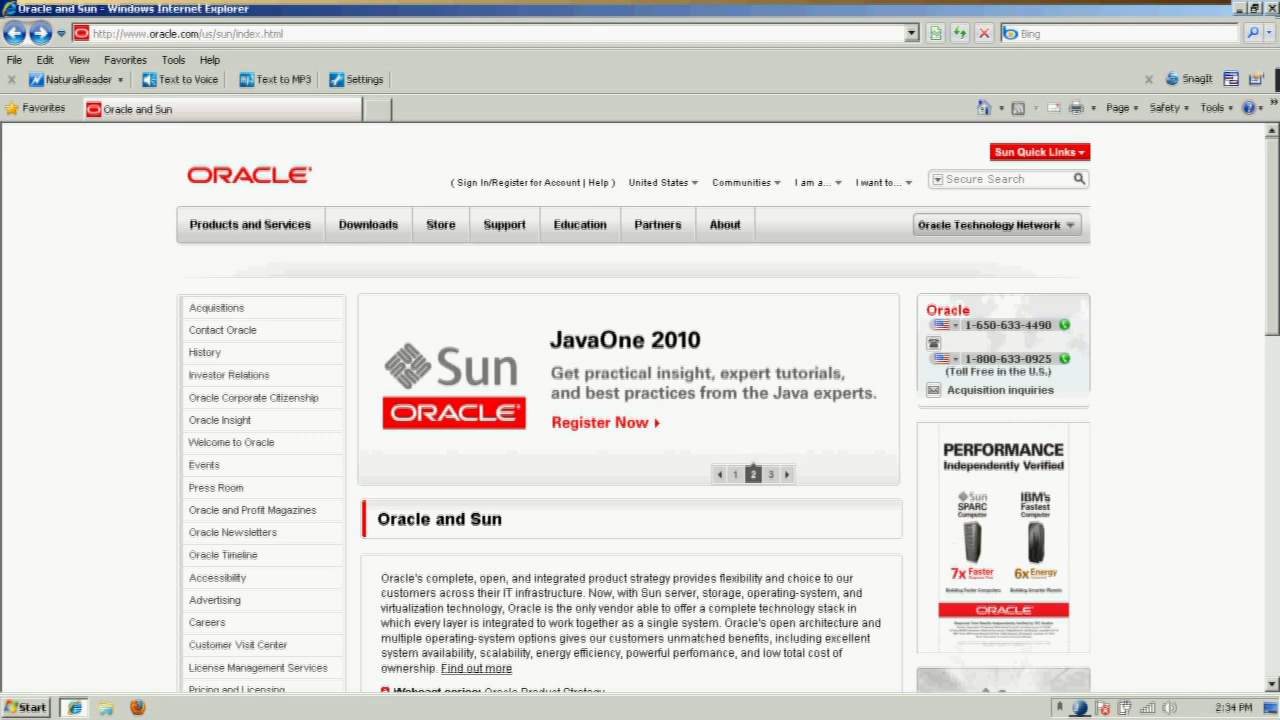 Oracle and Sun - Windows Internet Explorer
http://www.oracle.com/us/sun/index.html
Bing
File Edit View Favorites Tools Help
NaturalReader Text to Voice Text to MP3 Settings
SnagIt
Favorites
Oracle and Sun
Page Safety Tools
Sun Quick Links
ORACLE
( Sign In/Register for Account | Help ) United States Communities I am a... I want to...
Secure Search
Products and Services Downloads Store Support Education Partners About
Oracle Technology Network
Acquisitions
Contact Oracle
History
Investor Relations
Oracle Corporate Citizenship
Oracle Insight
Welcome to Oracle
Events
Press Room
Oracle and Profit Magazines
Oracle Newsletters
Oracle Timeline
Accessibility
Advertising
Careers
Customer Visit Center
License Management Services
Pricing and Licensing
Sun
ORACLE
JavaOne 2010
Get practical insight, expert tutorials,
and best practices from the Java experts.
Register Now
1 2 3
Oracle and Sun
Oracle's complete, open, and integrated product strategy provides flexibility and choice to our
customers across their IT infrastructure. Now, with Sun server, storage, operating-system, and
virtualization technology, Oracle is the only vendor able to offer a complete technology stack in
which every layer is integrated to work together as a single system. Oracle's open architecture and
multiple operating-system options gives our customers unmatched including excellent
system availability, scalability, energy efficiency, powerful perfomance, and low total cost of
ownership. Find out more
Webcast series: Oracle Product Strategy
Oracle
1-650-633-4490
1-800-633-0925
(Toll Free in the U.S.)
Acquisition inquiries
PERFORMANCE
Independently Verified
Sun
SPARC
Computer
IBM's
Fastest
Computer
7x Faster
6x Energy
Building Faster Computers
Building Smarter Planets
ORACLE
Start
2:34 PM